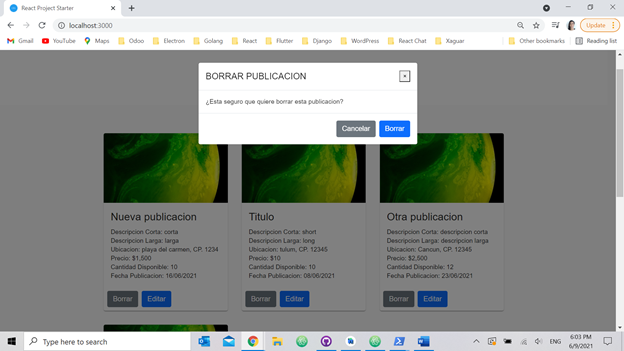 React Project Starter
localhost:3000
Update
Gmail YouTube Maps Odoo Electron Golang React Flutter Django WordPress React Chat Xaguar Other bookmarks Reading list
BORRAR PUBLICACION
¿Esta seguro que quiere borrar esta publicacion?
Cancelar Borrar
Nueva publicacion
Descripcion Corta: corta
Descripcion Larga: larga
Ubicacion: playa del carmen, CP. 1234
Precio: $1,500
Cantidad Disponible: 10
Fecha Publicacion: 16/06/2021
Borrar Editar
Titulo
Descripcion Corta: short
Descripcion Larga: long
Ubicacion: tulum, CP. 12345
Precio: $10
Cantidad Disponible: 10
Fecha Publicacion: 08/06/2021
Borrar Editar
Otra publicacion
Descripcion Corta: descripcion corta
Descripcion Larga: descripcion larga
Ubicacion: Cancun, CP. 12345
Precio: $2,500
Cantidad Disponible: 12
Fecha Publicacion: 23/06/2021
Borrar Editar
Type here to search
ENG
6:03 PM
6/9/2021